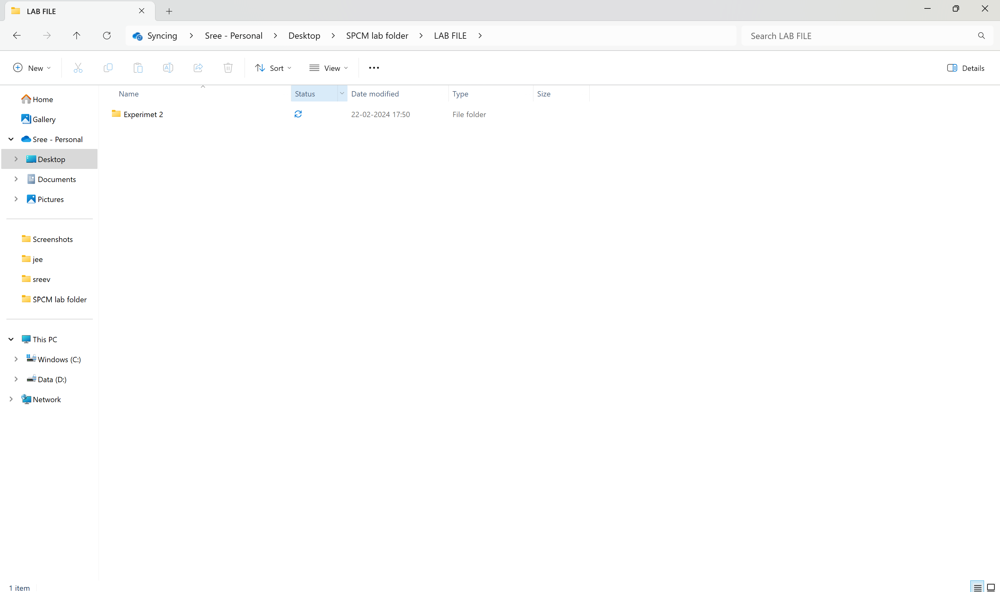 LAB FILE
Syncing > Sree - Personal > Desktop > SPCM lab folder > LAB FILE >
Search LAB FILE
New
Sort
View
Details
Name Status Date modified Type Size
Experimet 2 22-02-2024 17:50 File folder
Home
Gallery
Sree - Personal
Desktop
Documents
Pictures
Screenshots
jee
sreev
SPCM lab folder
This PC
Windows (C:)
Data (D:)
Network
1 item